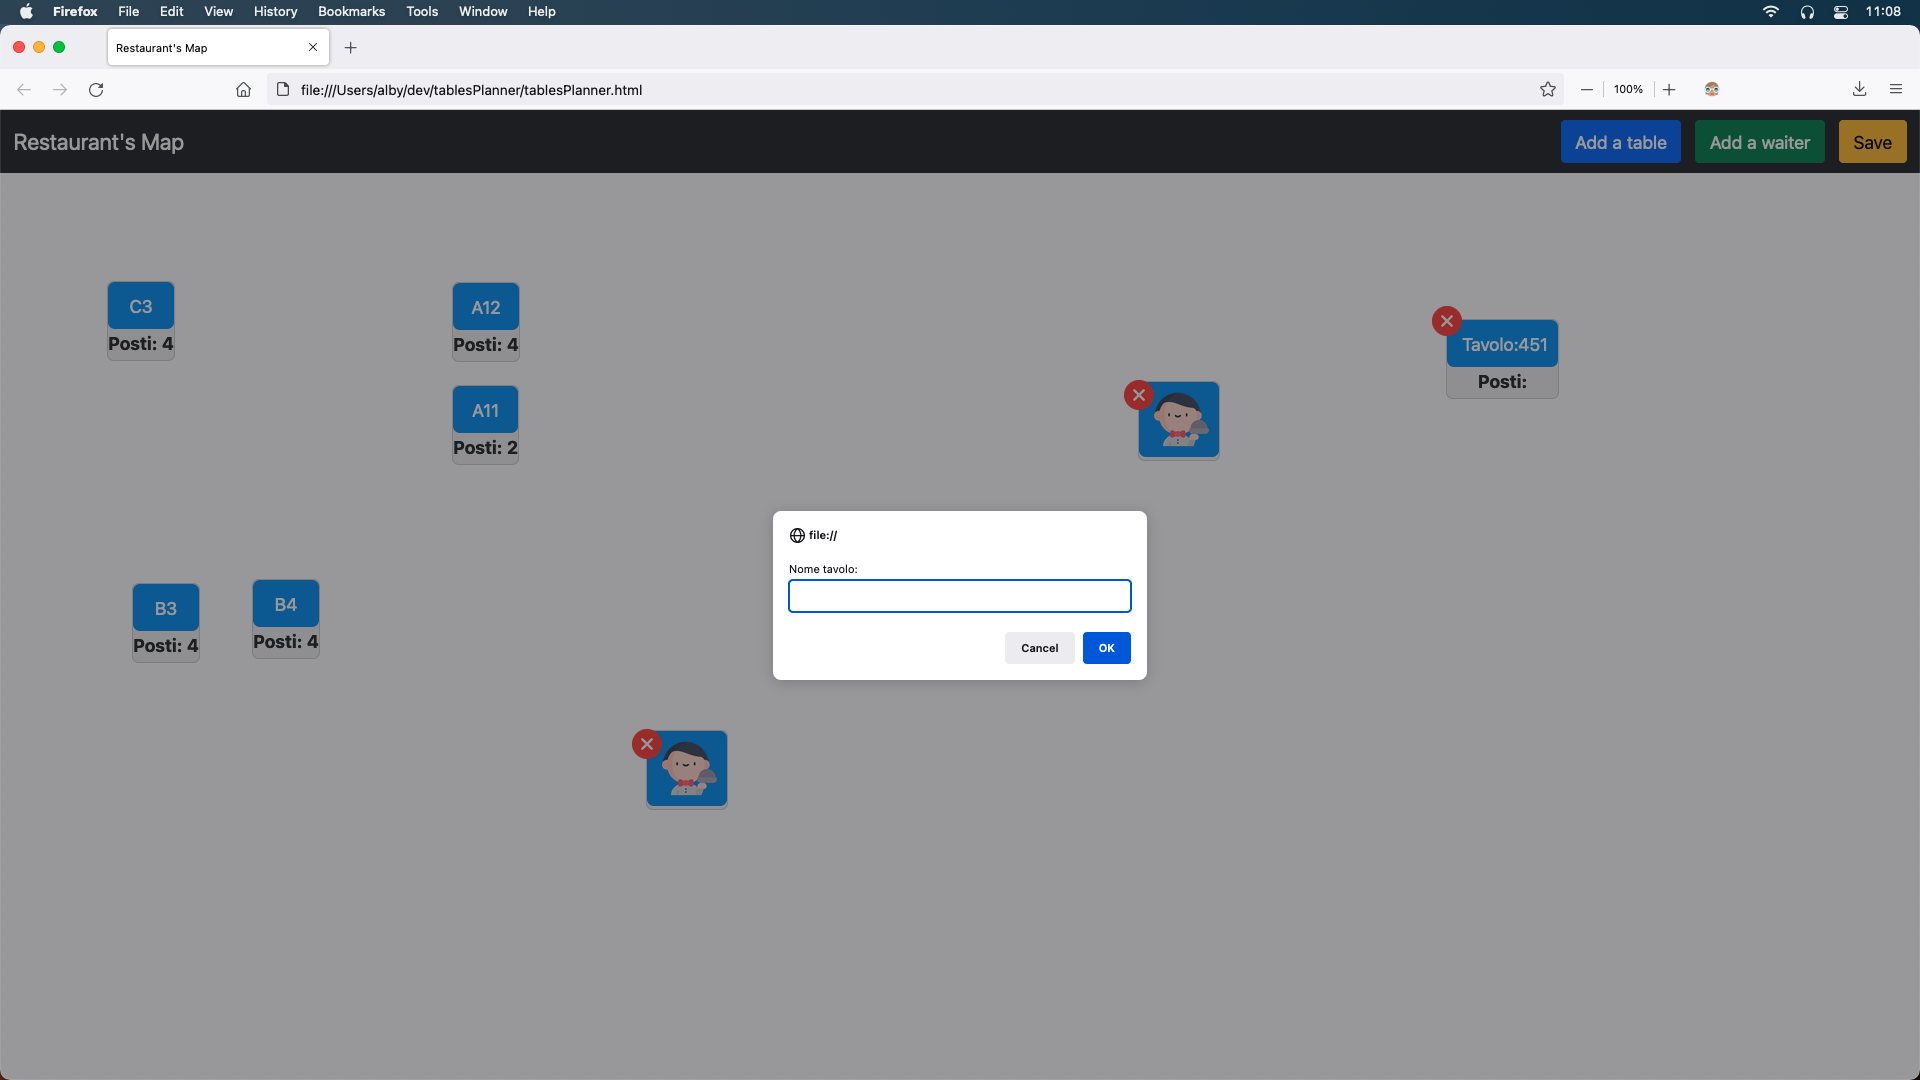 Firefox File Edit View History Bookmarks Tools Window Help 11:08
Restaurant's Map
file:///Users/alby/dev/tablesPlanner/tablesPlanner.html 100%
Restaurant's Map Add a table Add a waiter Save
C3
Posti: 4
A12
Posti: 4
A11
Posti: 2
Tavolo:451
Posti:
file://
Nome tavolo:
Cancel OK
B3
Posti: 4
B4
Posti: 4